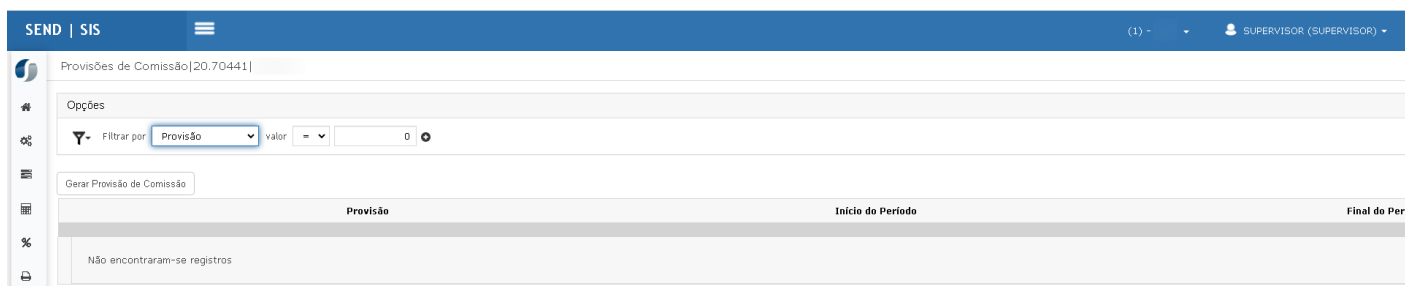 SEND | SIS (1) - SUPERVISOR (SUPERVISOR)
Provisões de Comissão|20.70441|
Opções
Filtrar por Provisão valor = 0
Gerar Provisão de Comissão
Provisão Início do Período Final do Per
Não encontraram-se registros